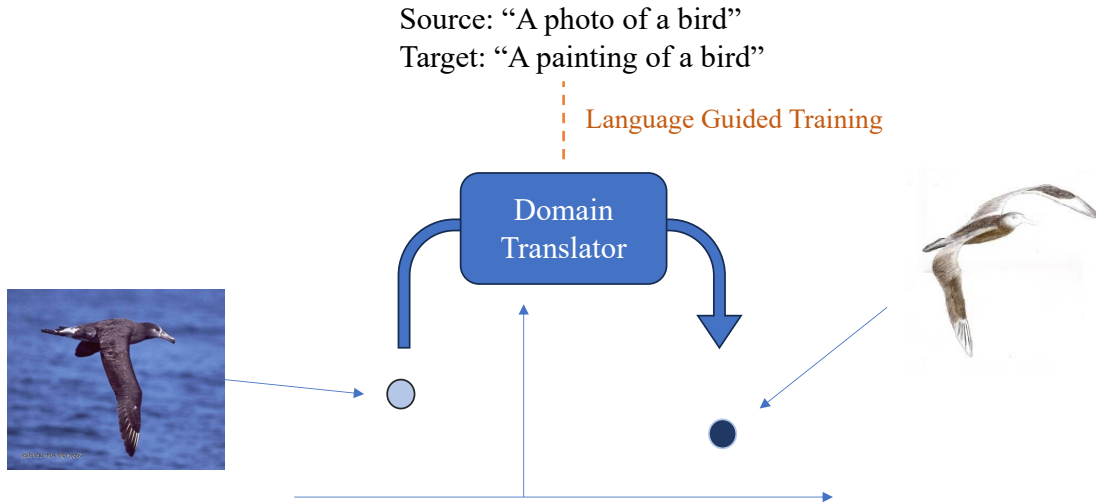 Source: “A photo of a bird”
Target: “A painting of a bird”
Language Guided Training
Domain
Translator